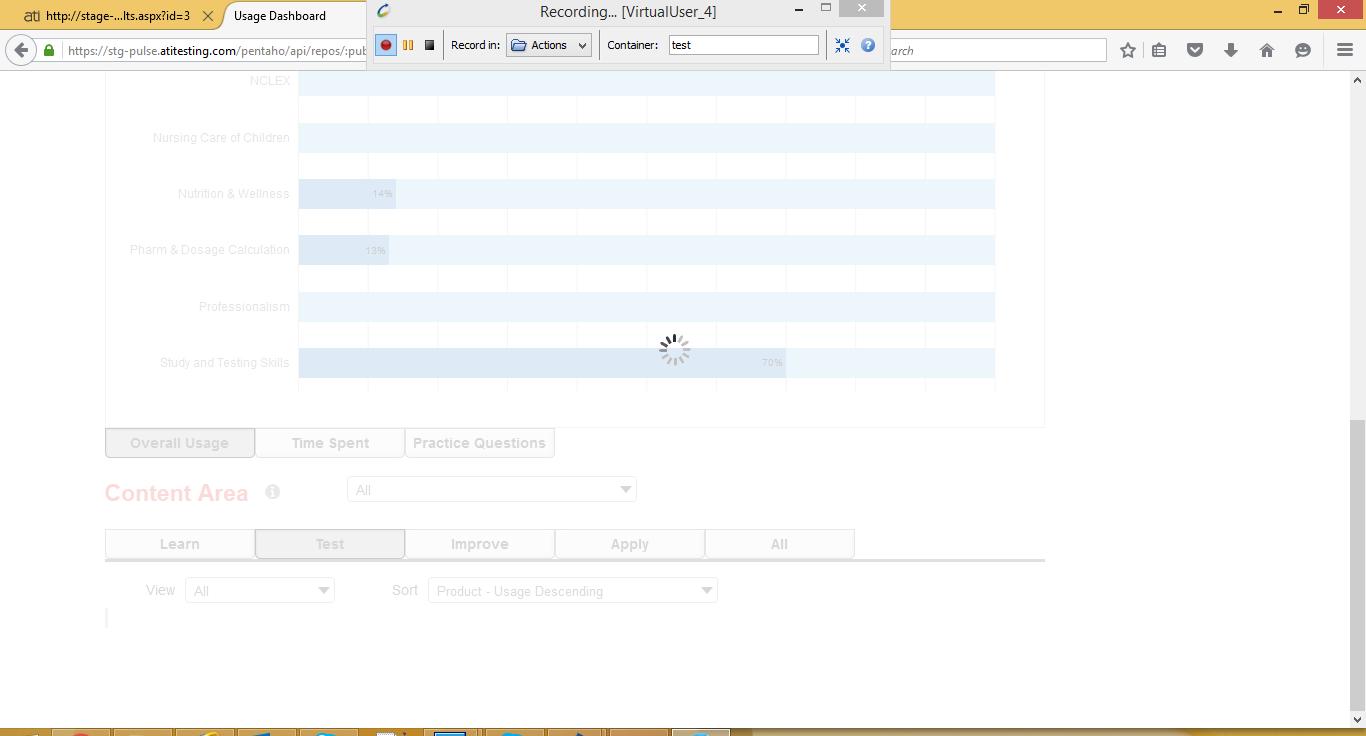 ati http://stage-...lts.aspx?id=3
Usage Dashboard
Recording... [VirtualUser_4]
https://stg-pulse.atitesting.com/pentaho/api/repos/:pub
Record in: Actions
Container: test
arch
NCLEX
Nursing Care of Children
Nutrition & Wellness 14%
Pharm & Dosage Calculation 13%
Professionalism
Study and Testing Skills 70%
Overall Usage Time Spent Practice Questions
Content Area All
Learn Test Improve Apply All
View All Sort Product - Usage Descending